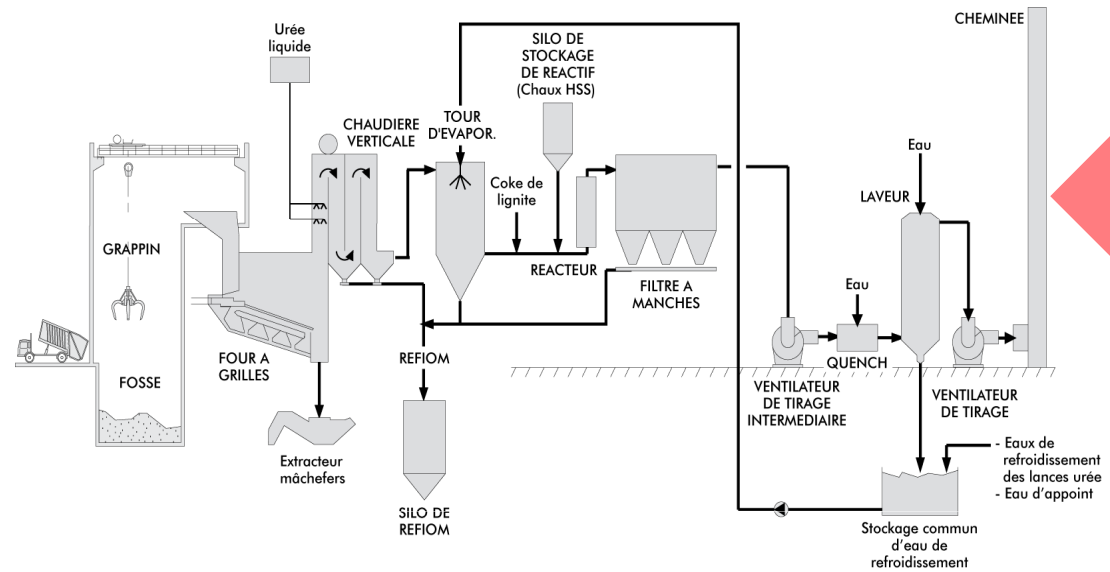 CHEMINEE
Urée
liquide
SILO DE
STOCKAGE
DE REACTIF
(Chaux HSS)
CHAUDIERE
VERTICALE
TOUR
D'EVAPOR.
Eau
Coke de
lignite
LAVEUR
GRAPPIN
REACTEUR
FILTRE A
MANCHES
Eau
FOUR A
GRILLES
REFIOM
QUENCH
FOSSE
VENTILATEUR
DE TIRAGE
INTERMEDIAIRE
VENTILATEUR
DE TIRAGE
Extracteur
mâchefers
- Eaux de
refroidissement
des lances urée
- Eau d'appoint
SILO DE
REFIOM
Stockage commun
d'eau de
refroidissement